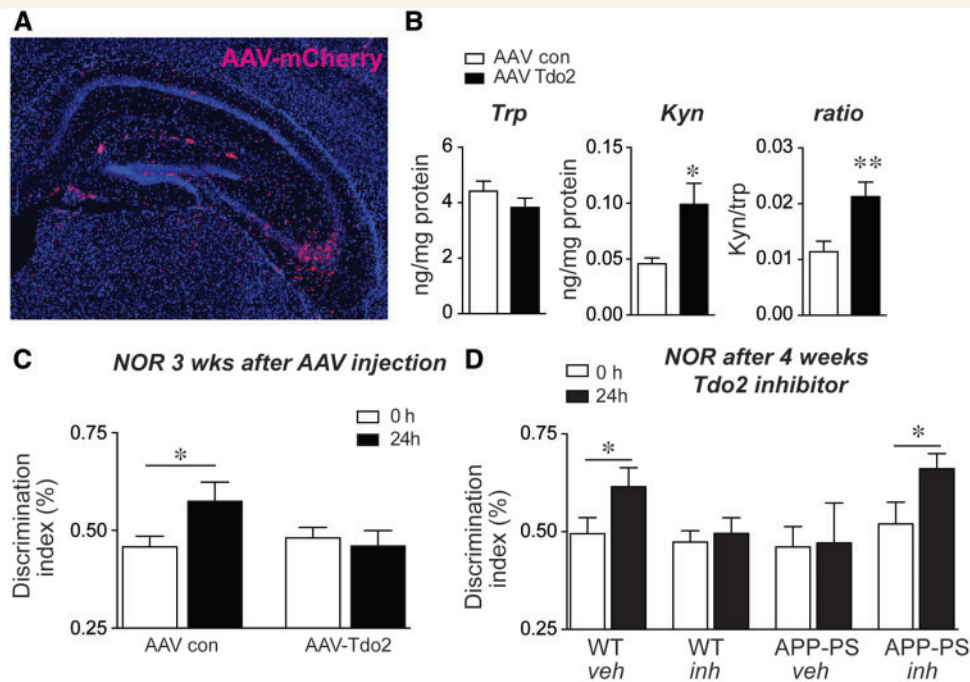 A
AAV-mCherry
B
AAV con
AAV Tdo2
Trp
Kyn
ratio
ng/mg protein
6
4
2
0
ng/mg protein
0.15
0.10
0.05
0.00
*
Kyn/trp
0.03
0.02
0.01
0.00
**
C
NOR 3 wks after AAV injection
0 h
24h
Discrimination
index (%)
0.75
0.50
0.25
*
AAV con
AAV-Tdo2
D
NOR after 4 weeks
Tdo2 inhibitor
0 h
24h
Discrimination
index (%)
0.75
0.50
0.25
*
*
WT
veh
WT
inh
APP-PS
veh
APP-PS
inh